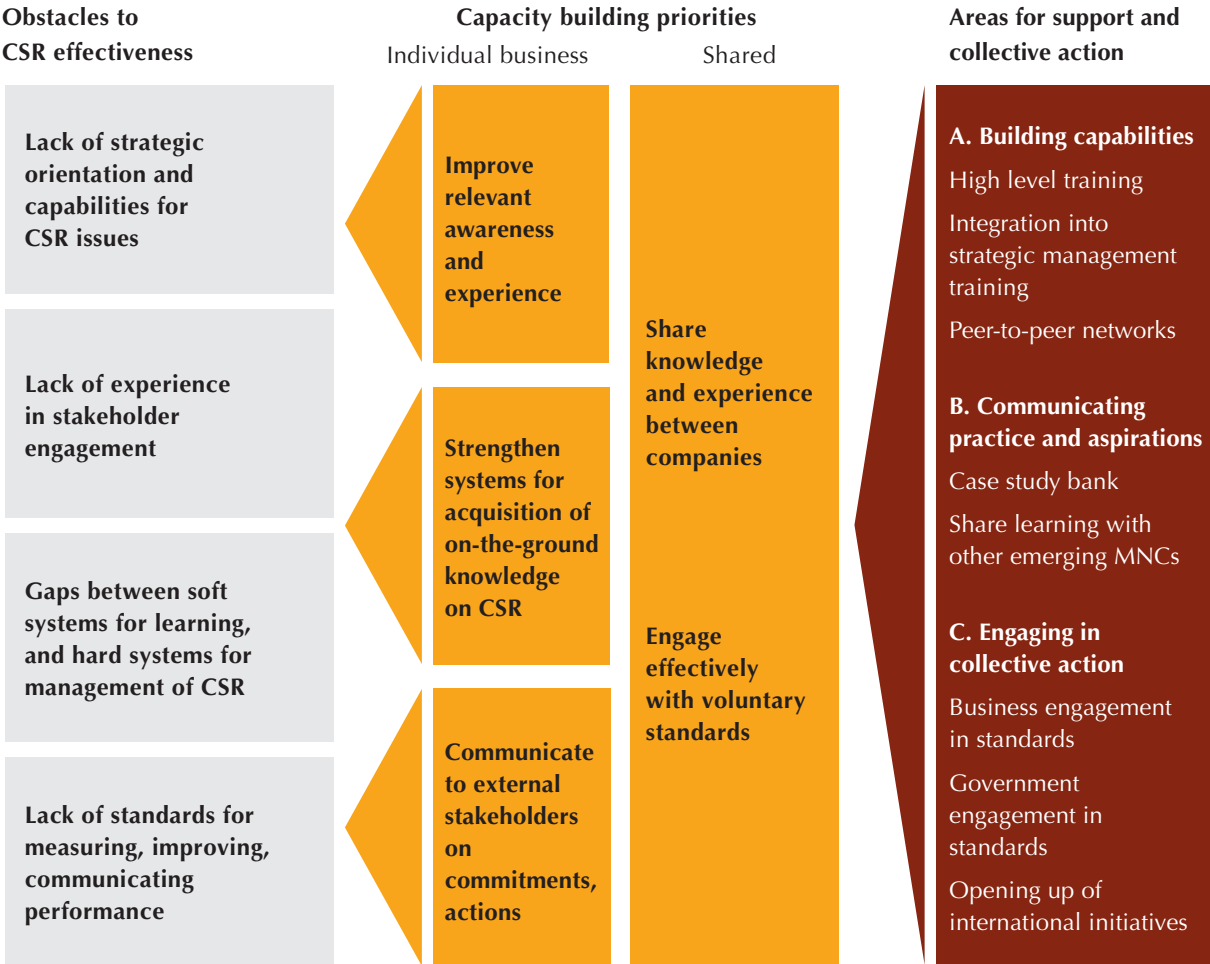 Obstacles to
CSR effectiveness
Capacity building priorities
Individual business
Shared
Areas for support and
collective action
Lack of strategic
orientation and
capabilities for
CSR issues
Lack of experience
in stakeholder
engagement
Gaps between soft
systems for learning,
and hard systems for
management of CSR
Lack of standards for
measuring, improving,
communicating
performance
Improve
relevant
awareness
and
experience
Strengthen
systems for
acquisition of
on-the-ground
knowledge
on CSR
Communicate
to external
stakeholders
on
commitments,
actions
Share
knowledge
and experience
between
companies
Engage
effectively
with voluntary
standards
A. Building capabilities
High level training
Integration into
strategic management
training
Peer-to-peer networks
B. Communicating
practice and aspirations
Case study bank
Share learning with
other emerging MNCs
C. Engaging in
collective action
Business engagement
in standards
Government
engagement in
standards
Opening up of
international initiatives